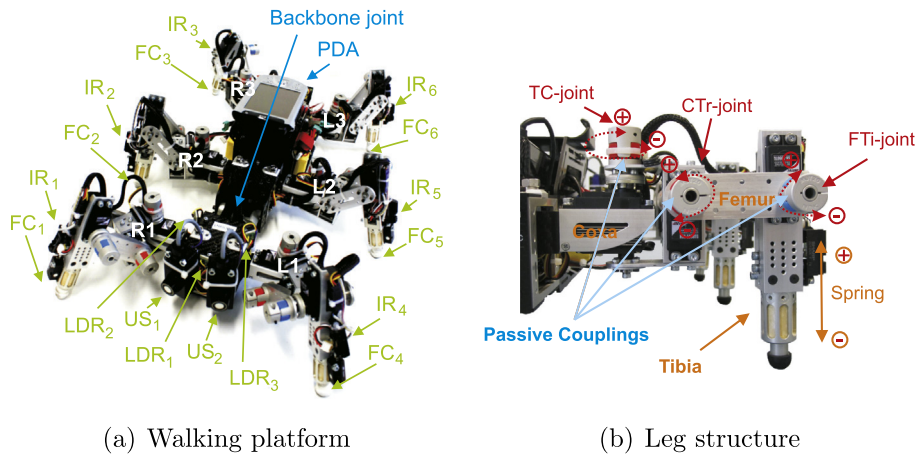 Backbone joint
IR3
PDA
FC3
R3
IR2
IR6
L3
FC2
FC6
R2
IR1
L2
IR5
FC1
R1
FC5
L1
LDR2
US1
IR4
LDR1
US2
FC4
LDR3
TC-joint
+
CTr-joint
-
FTi-joint
+
+
Femur
-
Coxa
-
+
Spring
Passive Couplings
-
Tibia
(a) Walking platform
(b) Leg structure